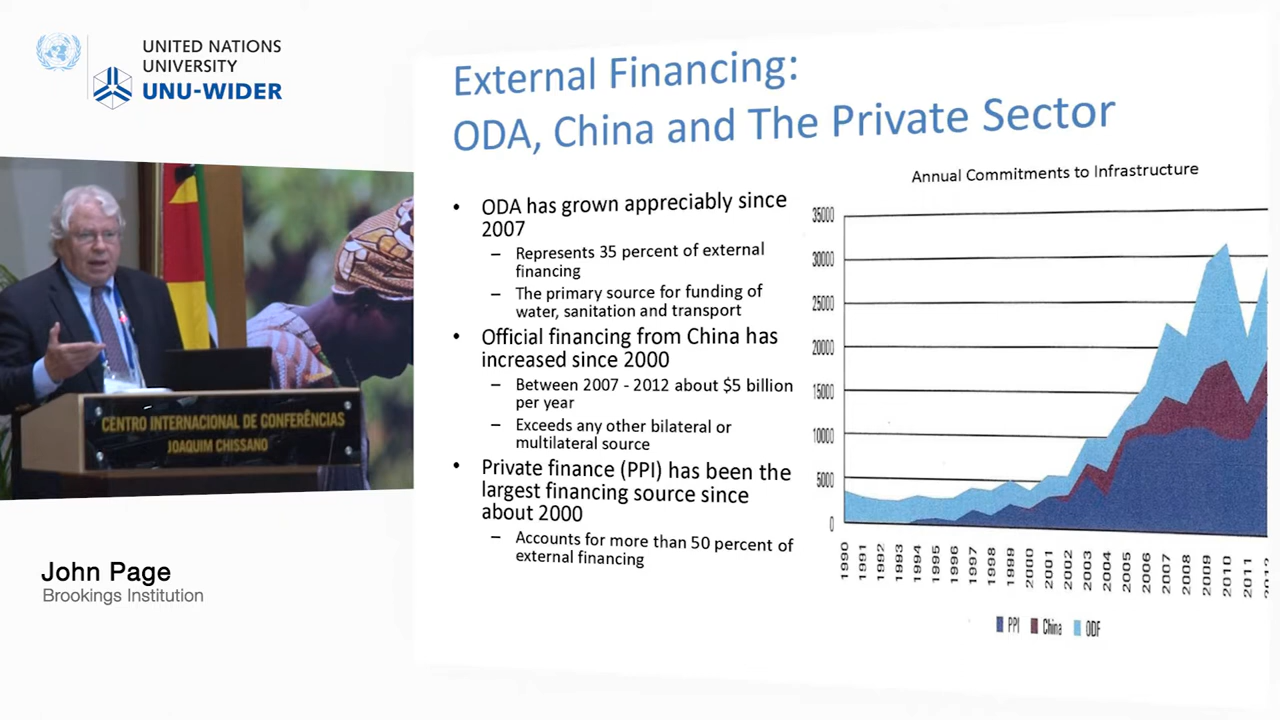 UNITED NATIONS
UNIVERSITY
UNU-WIDER
External Financing:
ODA, China and The Private Sector
• ODA has grown appreciably since
2007
– Represents 35 percent of external
financing
– The primary source for funding of
water, sanitation and transport
• Official financing from China has
increased since 2000
– Between 2007 - 2012 about $5 billion
per year
– Exceeds any other bilateral or
multilateral source
• Private finance (PPI) has been the
largest financing source since
about 2000
– Accounts for more than 50 percent of
external financing
Annual Commitments to Infrastructure
35000
30000
25000
20000
15000
10000
5000
0
1990 1991 1992 1993 1994 1995 1996 1997 1998 1999 2000 2001 2002 2003 2004 2005 2006 2007 2008 2009 2010 2011 2012
PPI China ODF
CENTRO INTERNACIONAL DE CONFERÊNCIAS
JOAQUIM CHISSANO
John Page
Brookings Institution